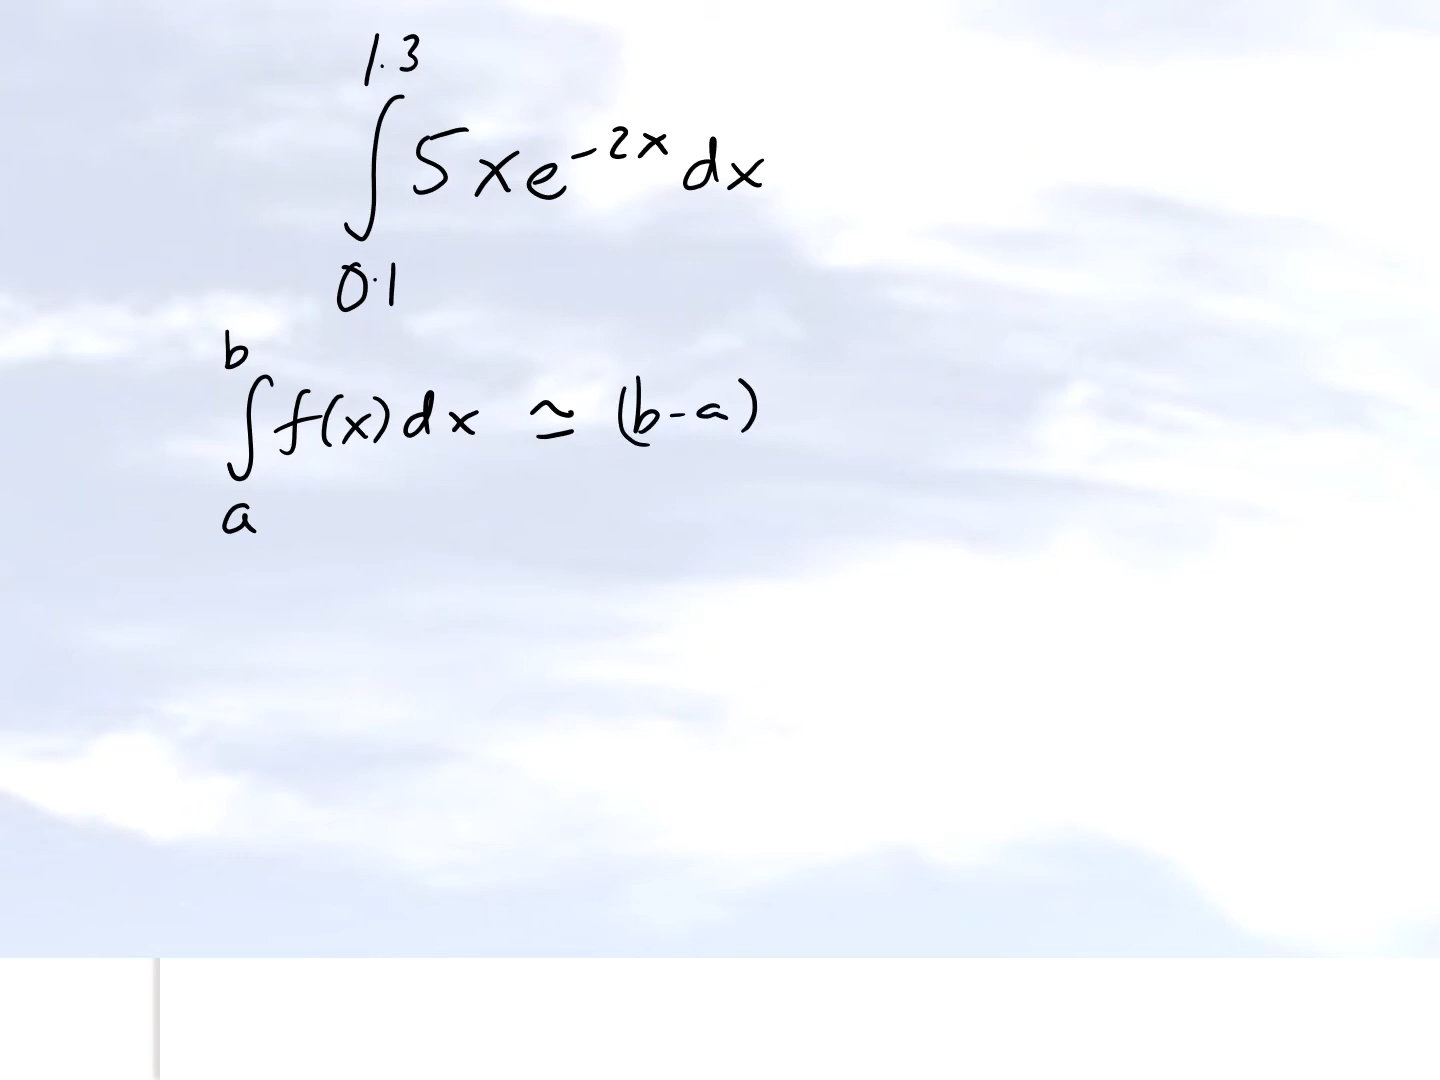 1.3
∫ 5xe^{-2x} dx
0.1
b
∫ f(x) dx ≃ (b-a)
a